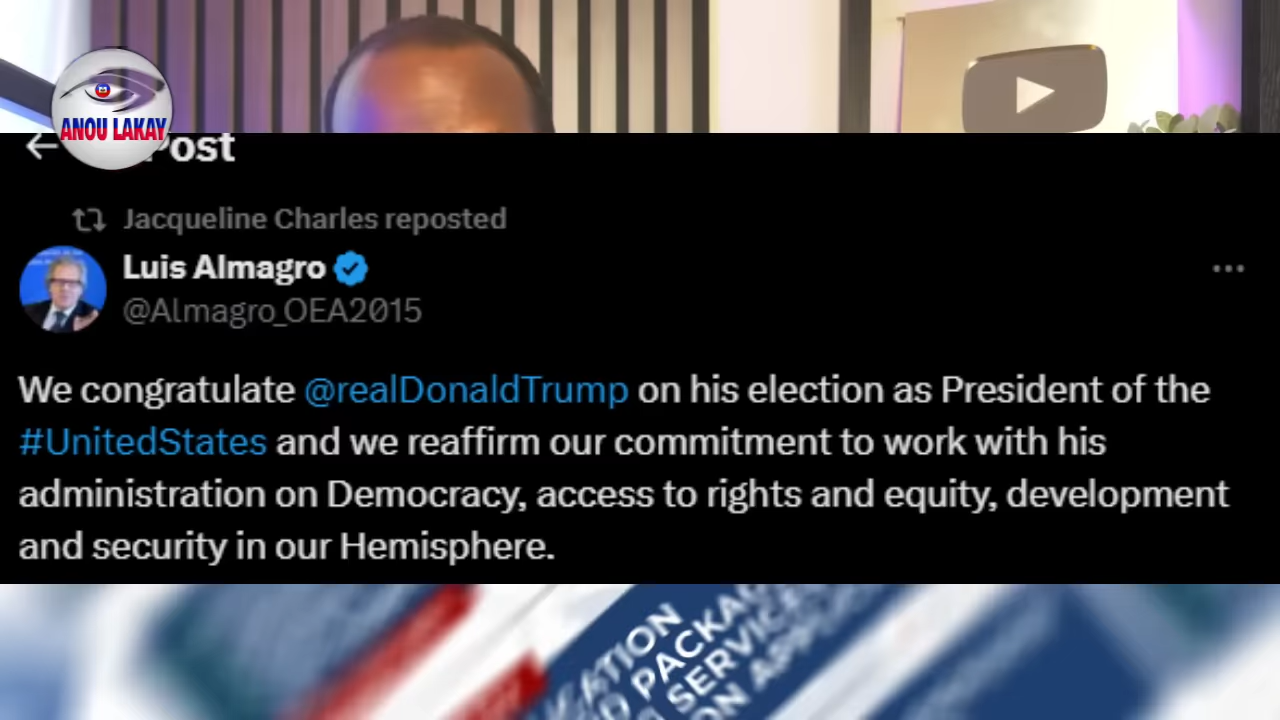 ANOU LAKAY
Post
Jacqueline Charles reposted
Luis Almagro
@Almagro_OEA2015
We congratulate @realDonaldTrump on his election as President of the
#UnitedStates and we reaffirm our commitment to work with his
administration on Democracy, access to rights and equity, development
and security in our Hemisphere.